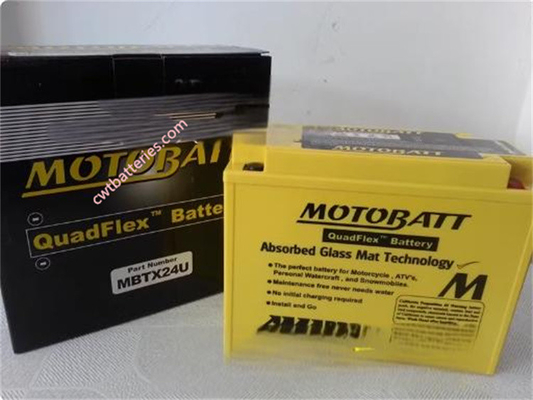 MOTOBATT
cwtbatteries.com
QuadFlex™ Battery
Part Number
MBTX24U
MOTOBATT
MOTOBATT
QuadFlex™ Battery
Absorbed Glass Mat Technology
The perfect battery for Motorcycle, ATV's,
Personal Watercraft, and Snowmobiles.
Maintenance free never needs water
No initial charging required
Install and Go
M